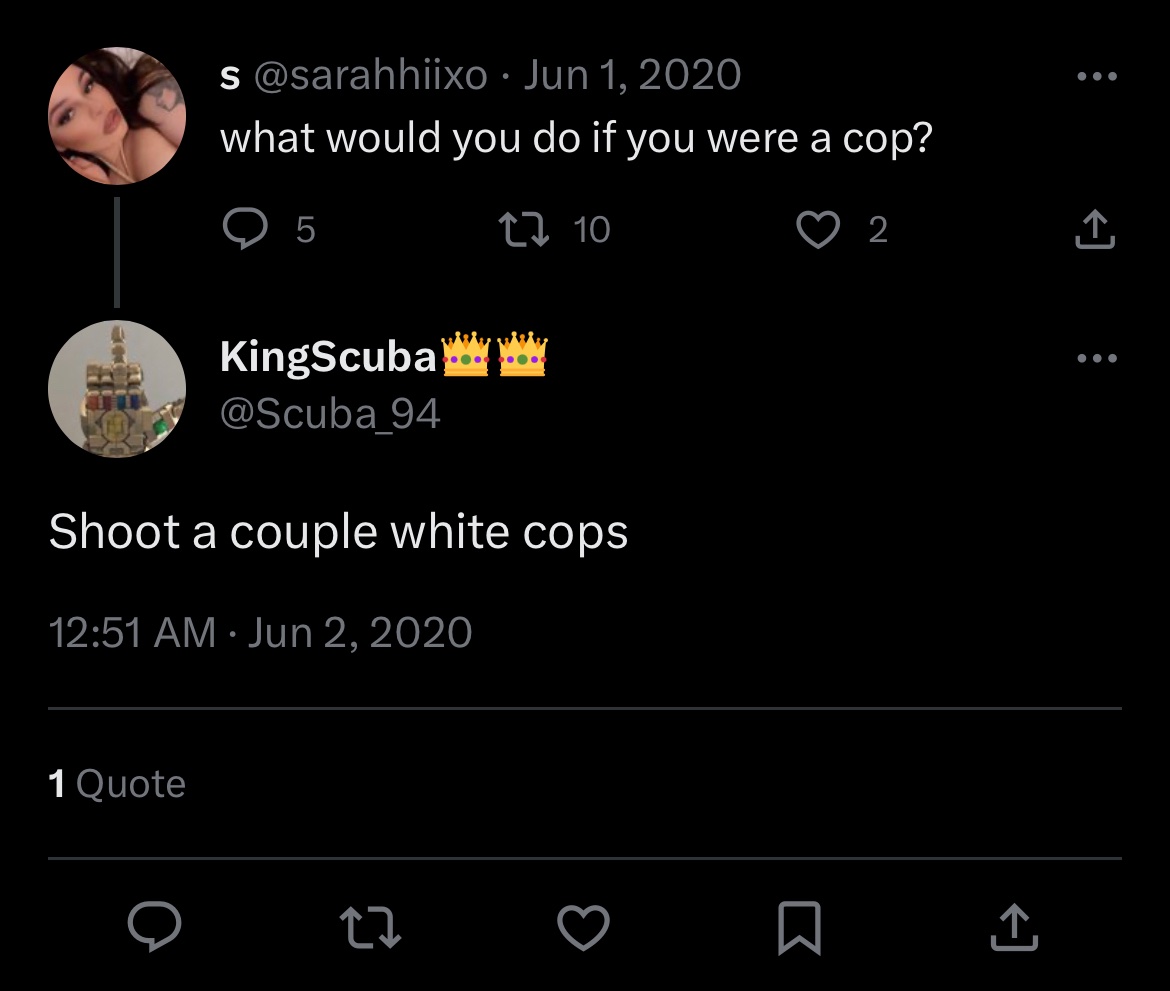 s @sarahhiixo · Jun 1, 2020
what would you do if you were a cop?
5 10 2
KingScuba👑👑
@Scuba_94
Shoot a couple white cops
12:51 AM · Jun 2, 2020
1 Quote